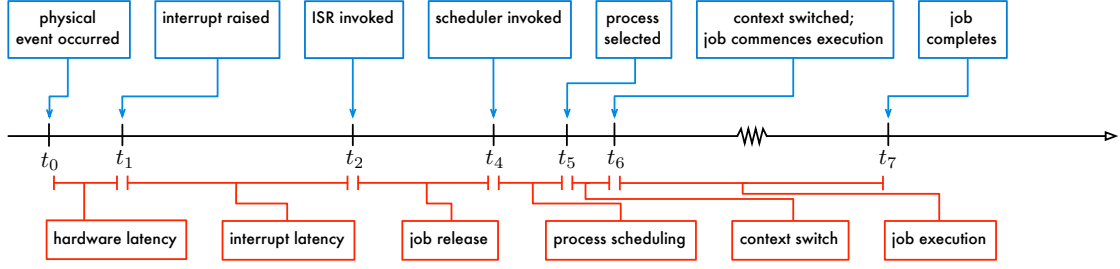 physical
event occurred
interrupt raised
ISR invoked
scheduler invoked
process
selected
context switched;
job commences execution
job
completes
t0
t1
t2
t4
t5
t6
t7
hardware latency
interrupt latency
job release
process scheduling
context switch
job execution